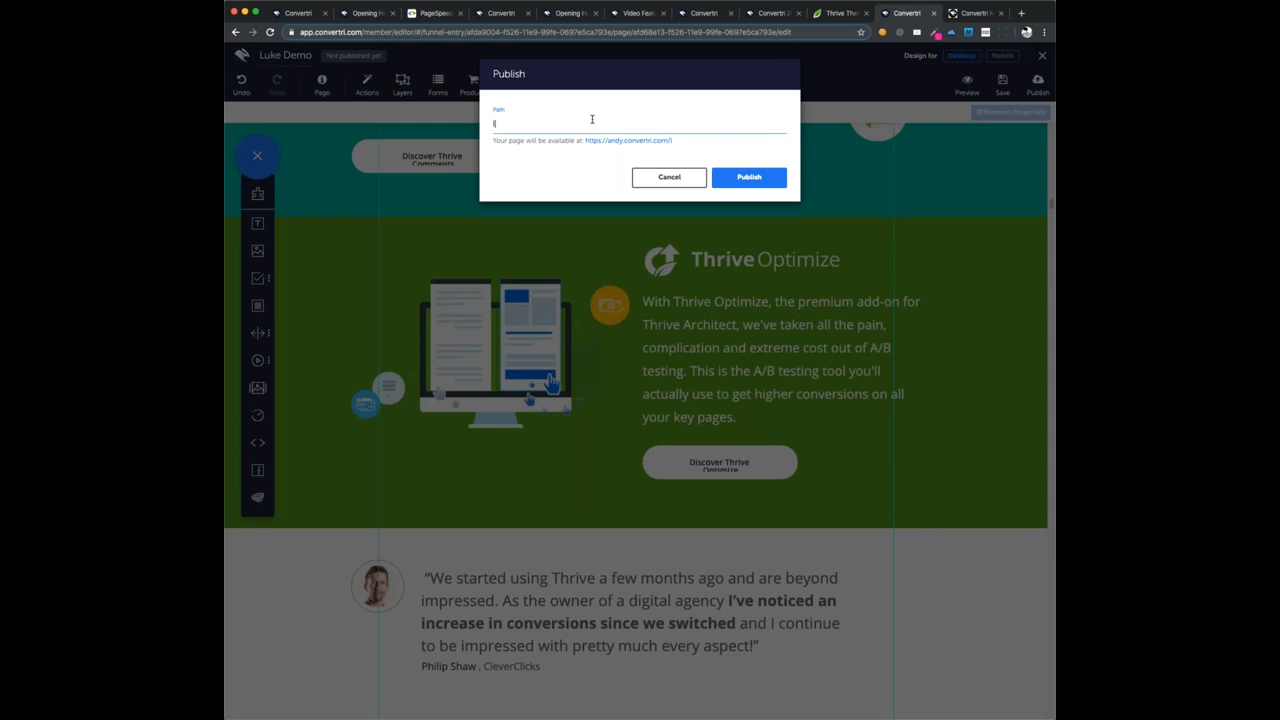 Convertri
Opening H
PageSpeed
Convertri
Opening H
Video Feat
Convertri
Convertri 2
Thrive The
Convertri
Convertri
app.convertri.com/member/editor/#/funnel-entry/afda9004-f526-11e9-99fe-0697e5ca793e/page/afd68e13-f526-11e9-99fe-0697e5ca793e/edit
Luke Demo
Not published yet
Design for
Desktop
Mobile
Undo
Redo
Page
Actions
Layers
Forms
Produ
Preview
Save
Publish
Discover Properties
Publish
Path
l
Your page will be available at: https://andy.convertri.com/l
Cancel
Publish
Discover Thrive
Comments
Thrive Optimize
With Thrive Optimize, the premium add-on for
Thrive Architect, we've taken all the pain,
complication and extreme cost out of A/B
testing. This is the A/B testing tool you'll
actually use to get higher conversions on all
your key pages.
Discover Thrive
Optimize
“We started using Thrive a few months ago and are beyond
impressed. As the owner of a digital agency I’ve noticed an
increase in conversions since we switched and I continue
to be impressed with pretty much every aspect!”
Philip Shaw , CleverClicks